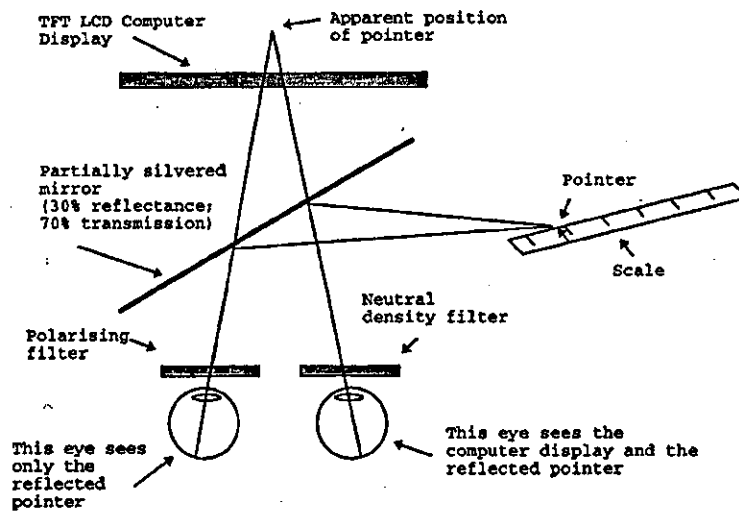 TFT LCD Computer
Display
Apparent position
of pointer
Partially silvered
mirror
(30% reflectance;
70% transmission)
Pointer
Scale
Neutral
density filter
Polarising
filter
This eye sees
only the
reflected
pointer
This eye sees the
computer display and the
reflected pointer